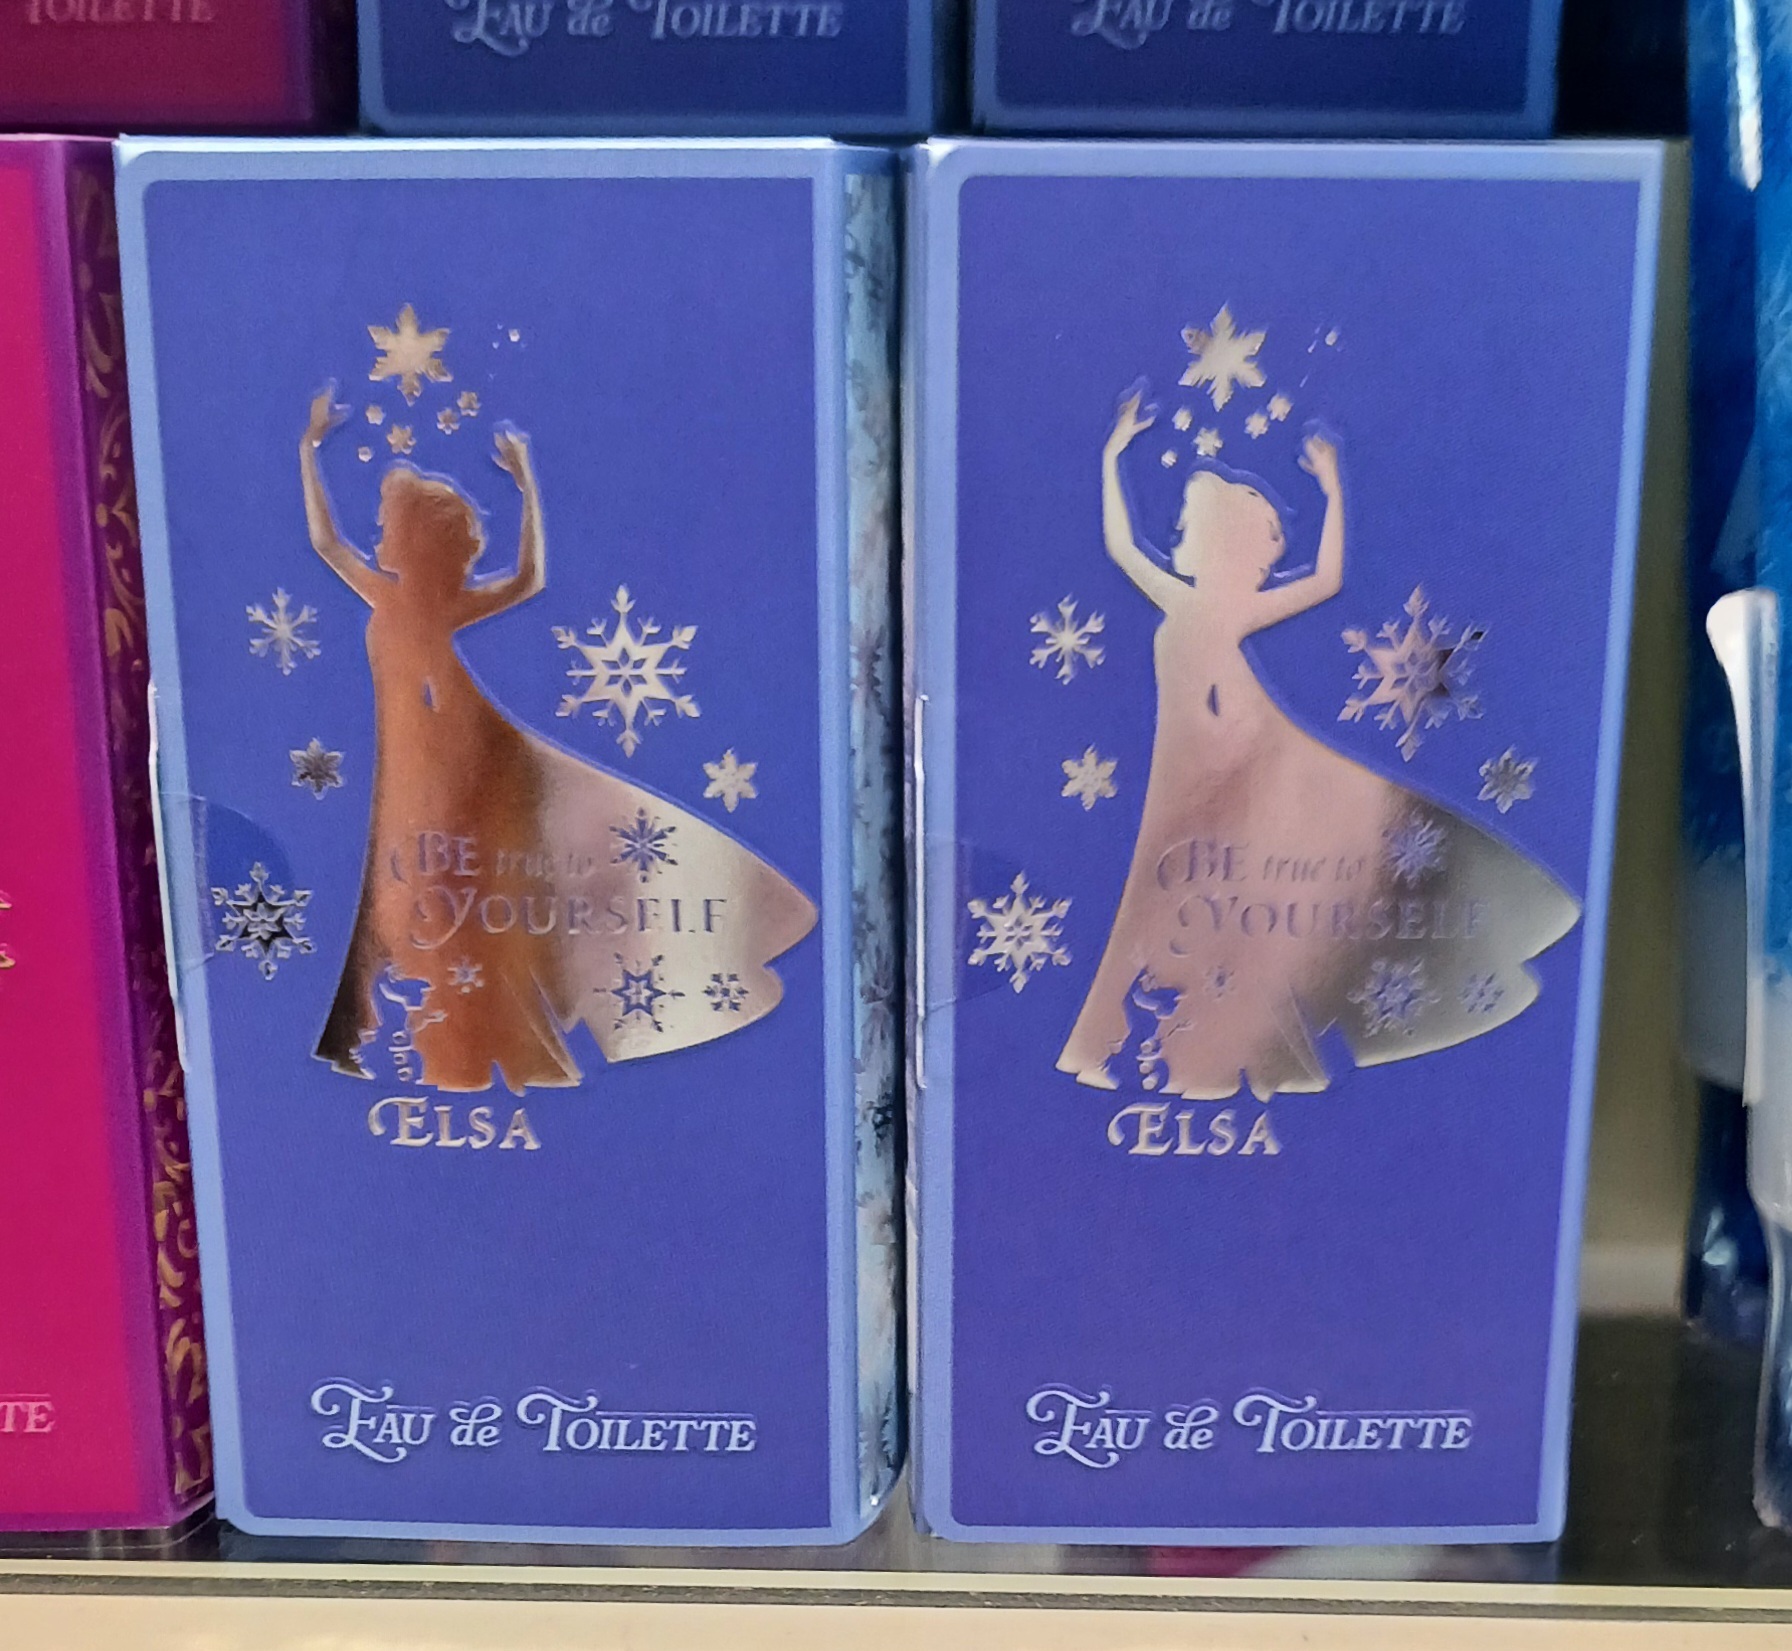 TOILETTE
EAU de TOILETTE
EAU de TOILETTE
BE true to
YOURSELF
ELSA
EAU de TOILETTE
BE true to
YOURSELF
ELSA
EAU de TOILETTE
TE